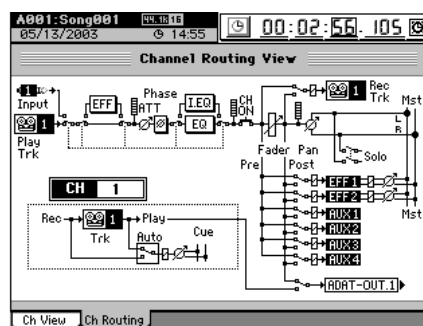 A001:Song001 44.1k 16
05/13/2003 14:55
00:02:56.105
Channel Routing View
1 Input
EFF
ATT
Phase
I.EQ
EQ
CH ON
1 Rec Trk
Mst
L
R
1 Play Trk
Fader
Pan
Solo
Pre
Post
CH 1
EFF1
EFF2
AUX1
AUX2
AUX3
AUX4
Mst
Rec
1
Trk
Play
Auto
Cue
ADAT-OUT.1
Ch View
Ch Routing